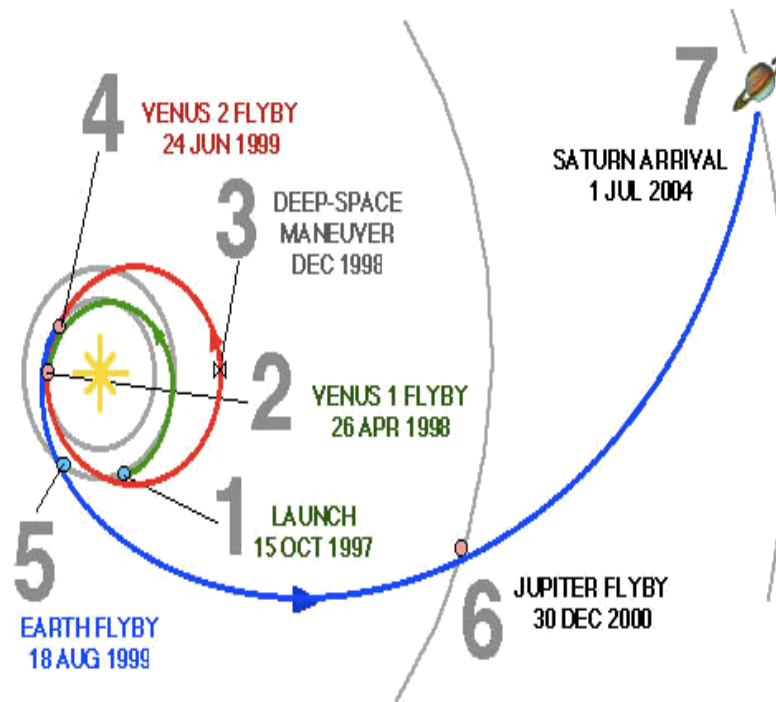 4
VENUS 2 FLYBY
24 JUN 1999
7
SATURN ARRIVAL
1 JUL 2004
3
DEEP-SPACE
MANEUVER
DEC 1998
2
VENUS 1 FLYBY
26 APR 1998
1
LAUNCH
15 OCT 1997
5
EARTH FLYBY
18 AUG 1999
6
JUPITER FLYBY
30 DEC 2000